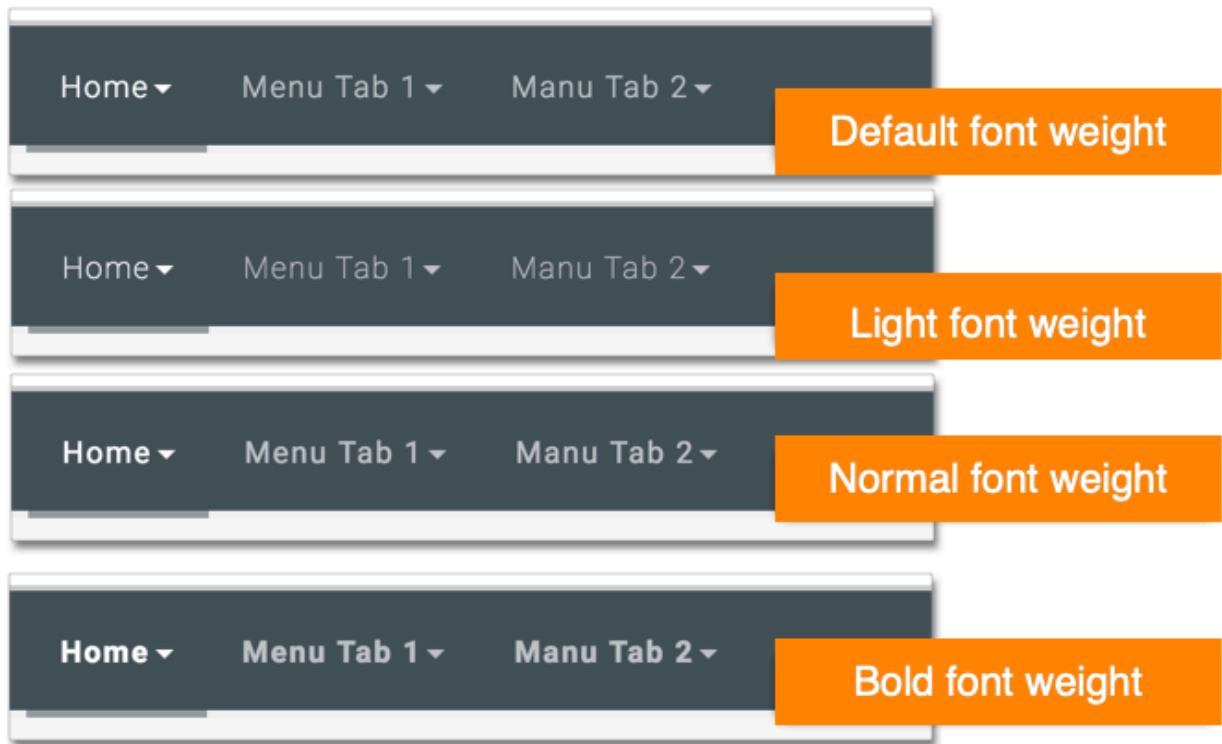 Home Menu Tab 1 Manu Tab 2
Default font weight
Home Menu Tab 1 Manu Tab 2
Light font weight
Home Menu Tab 1 Manu Tab 2
Normal font weight
Home Menu Tab 1 Manu Tab 2
Bold font weight